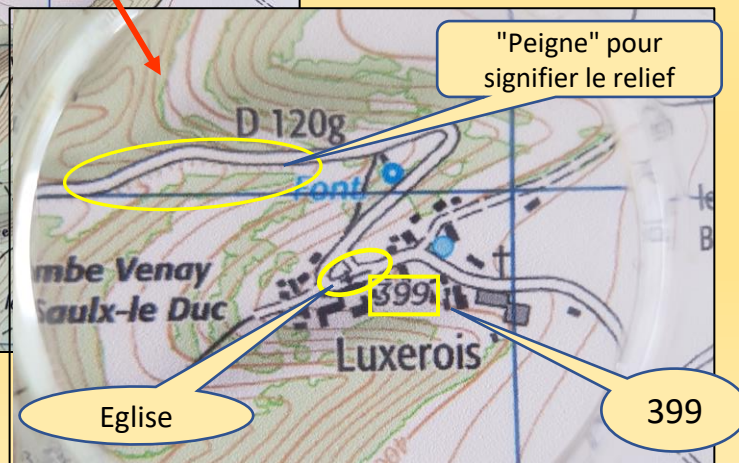 "Peigne" pour
signifier le relief
D 120g
Font
mbe Venay
Saulx-le Duc
399
Luxerois
Eglise
399